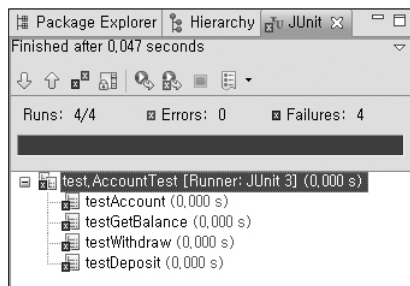 Package Explorer Hierarchy JUnit
Finished after 0,047 seconds
Runs: 4/4 Errors: 0 Failures: 4
test,AccountTest [Runner: JUnit 3] (0,000 s)
testAccount (0,000 s)
testGetBalance (0,000 s)
testWithdraw (0,000 s)
testDeposit (0,000 s)